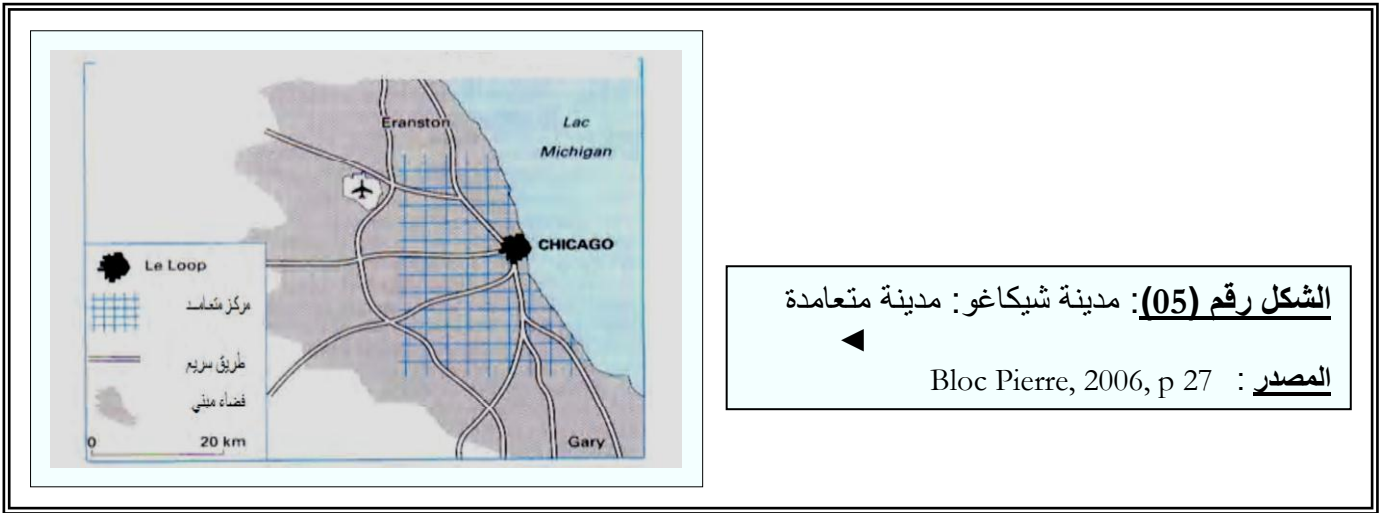 Eranston
Lac
Michigan
CHICAGO
Gary
Le Loop
مركز متعامد
طريق سريع
فضاء مبني
0 20 km
الشكل رقم (05): مدينة شيكاغو: مدينة متعامدة
◄
المصدر : Bloc Pierre, 2006, p 27